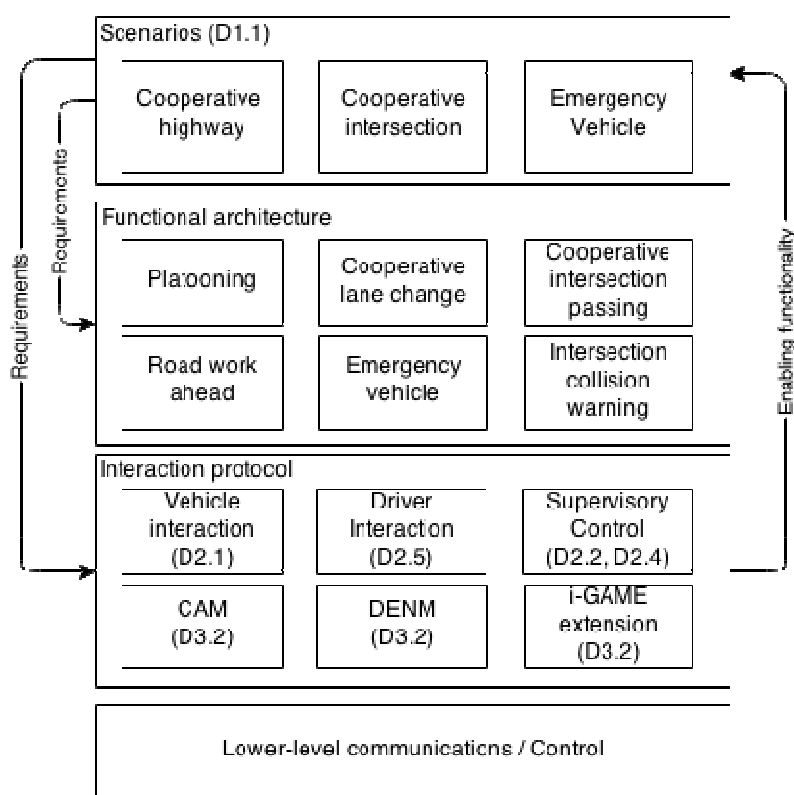 Scenarios (D1.1)
Cooperative
highway
Cooperative
intersection
Emergency
Vehicle
Requirements
Requirements
Functional architecture
Platooning
Cooperative
lane change
Cooperative
intersection
passing
Road work
ahead
Emergency
vehicle
Intersection
collision
warning
Enabling functionality
Interaction protocol
Vehicle
interaction
(D2.1)
Driver
Interaction
(D2.5)
Supervisory
Control
(D2.2, D2.4)
CAM
(D3.2)
DENM
(D3.2)
i-GAME
extension
(D3.2)
Lower-level communications / Control